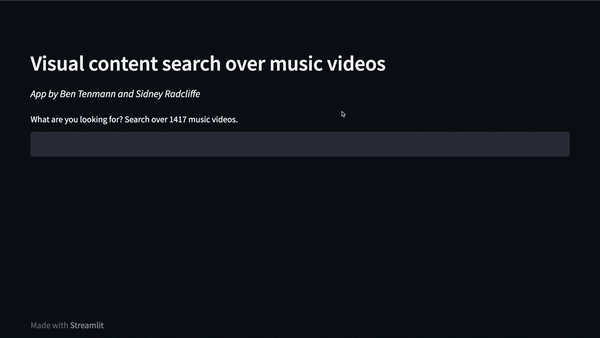 Visual content search over music videos
App by Ben Tenmann and Sidney Radcliffe
What are you looking for? Search over 1417 music videos.
Made with Streamlit